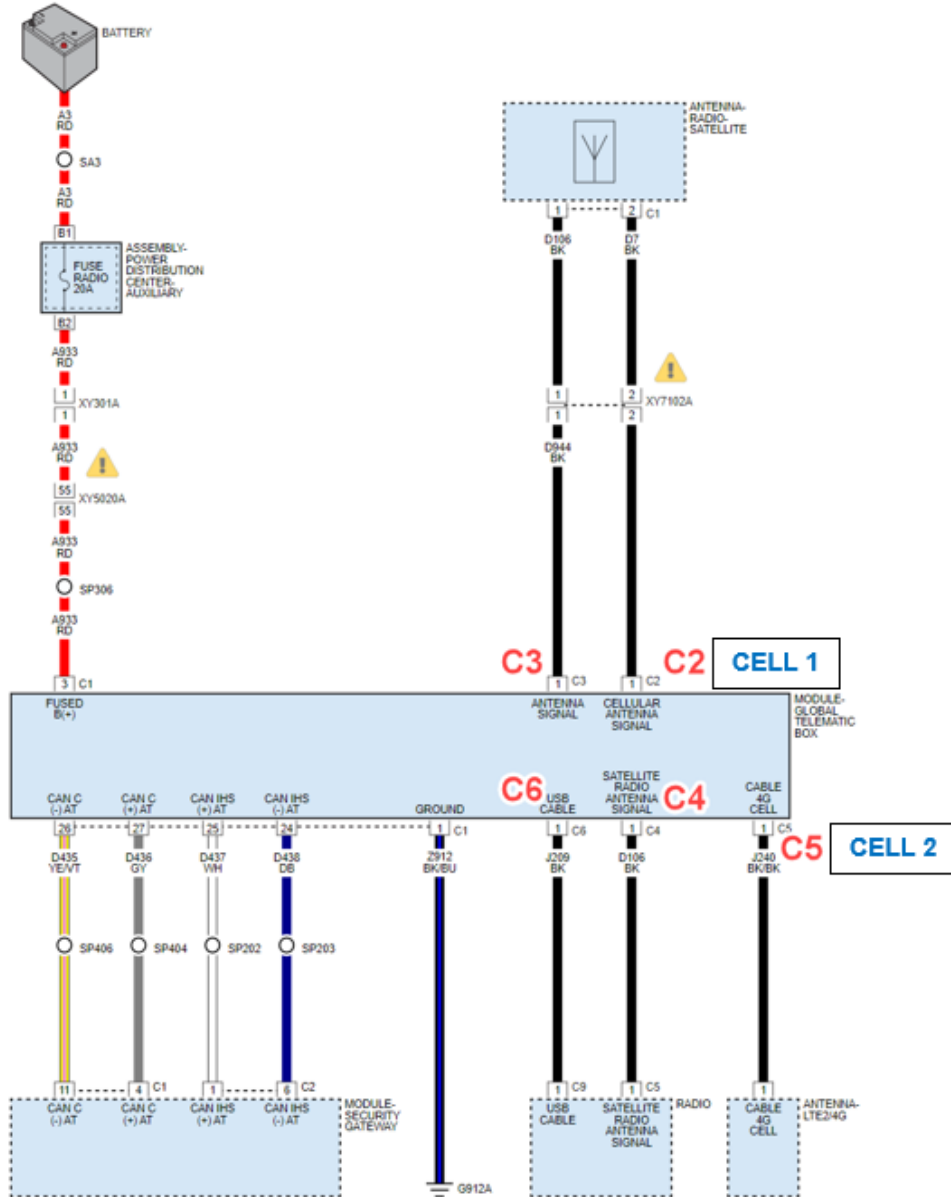 BATTERY
A3
RD
SA3
A3
RD
B1
FUSE
RADIO
20A
ASSEMBLY-
POWER
DISTRIBUTION
CENTER-
AUXILIARY
B2
A933
RD
1
XY301A
1
A933
RD
55
XY5020A
55
A933
RD
SP306
A933
RD
ANTENNA-
RADIO-
SATELLITE
1 2 C1
D106
BK
D7
BK
1 2
XY7102A
1 2
D944
BK
C3 C2 CELL 1
3 C1
1 C3
1 C2
FUSED
B(+)
ANTENNA
SIGNAL
CELLULAR
ANTENNA
SIGNAL
MODULE-
GLOBAL
TELEMATIC
BOX
CAN C
(-) AT
CAN C
(+) AT
CAN IHS
(+) AT
CAN IHS
(-) AT
GROUND
C6
USB
CABLE
SATELLITE
RADIO
ANTENNA
SIGNAL
C4
CABLE
4G
CELL
26 27 25 24 1 C1
1 C6
1 C4
1 C5
C5 CELL 2
D435
YE/VT
D436
GY
D437
WH
D438
DB
Z912
BK/BU
J209
BK
D106
BK
J240
BK/BK
SP406 SP404 SP202 SP203
11 4 C1
1 6 C2
1 C9
1 C5
1
CAN C
(-) AT
CAN C
(+) AT
CAN IHS
(+) AT
CAN IHS
(-) AT
MODULE-
SECURITY
GATEWAY
G912A
USB
CABLE
SATELLITE
RADIO
ANTENNA
SIGNAL
RADIO
CABLE
4G
CELL
ANTENNA-
LTE2/4G